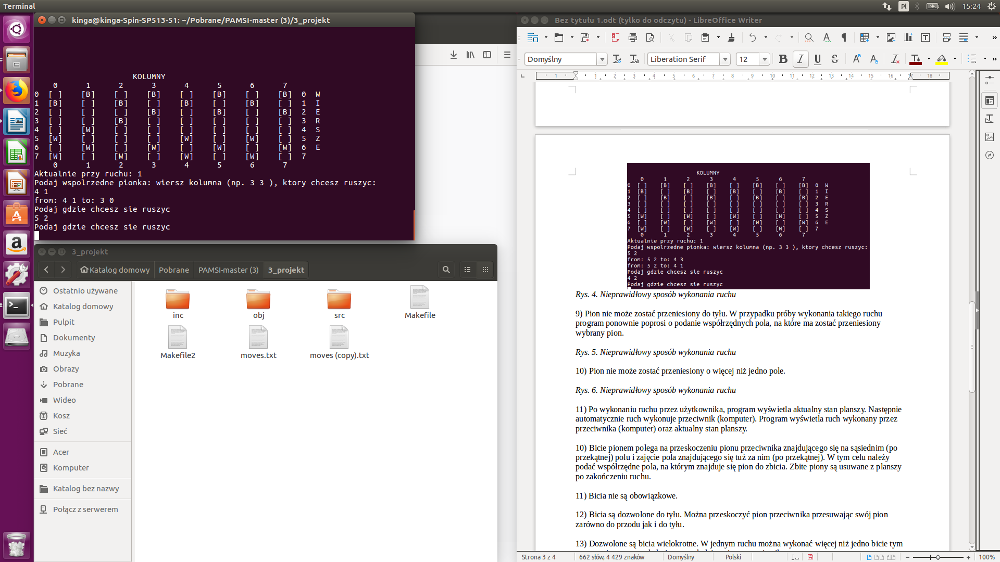 Terminal
Pl
15:24
kinga@kinga-Spin-SP513-51: ~/Pobrane/PAMSI-master (3)/3_projekt
KOLUMNY
0 1 2 3 4 5 6 7
0 [ ] [B] [ ] [B] [ ] [B] [ ] [B] 0 W
1 [B] [ ] [B] [ ] [B] [ ] [B] [ ] 1 I
2 [ ] [ ] [ ] [B] [ ] [B] [ ] [B] 2 E
3 [ ] [ ] [B] [ ] [ ] [ ] [ ] [ ] 3 R
4 [ ] [W] [ ] [ ] [ ] [ ] [ ] [ ] 4 S
5 [W] [ ] [ ] [ ] [W] [ ] [W] [ ] 5 Z
6 [ ] [W] [ ] [W] [ ] [W] [ ] [W] 6 E
7 [W] [ ] [W] [ ] [W] [ ] [W] [ ] 7
0 1 2 3 4 5 6 7
Aktualnie przy ruchu: 1
Podaj wspolrzedne pionka: wiersz kolumna (np. 3 3 ), ktory chcesz ruszyc:
4 1
from: 4 1 to: 3 0
Podaj gdzie chcesz sie ruszyc
5 2
Podaj gdzie chcesz sie ruszyc
3_projekt
Katalog domowy
Pobrane
PAMSI-master (3)
3_projekt
Ostatnio używane
Katalog domowy
Pulpit
Dokumenty
Muzyka
Obrazy
Pobrane
Wideo
Kosz
Sieć
Acer
Komputer
Katalog bez nazwy
Połącz z serwerem
inc
obj
src
Makefile
Makefile2
moves.txt
moves (copy).txt
Bez tytułu 1.odt (tylko do odczytu) - LibreOffice Writer
Domyślny
Liberation Serif
12
1 1 2 3 4 5 6 7 8 9 10 11 12 13 14 15 16 17 18
KOLUMNY
0 1 2 3 4 5 6 7
0 [ ] [B] [ ] [B] [ ] [B] [ ] [B] 0 W
1 [B] [ ] [B] [ ] [B] [ ] [B] [ ] 1 I
2 [ ] [B] [ ] [B] [ ] [B] [ ] [B] 2 E
3 [ ] [ ] [ ] [ ] [ ] [ ] [ ] [ ] 3 R
4 [ ] [ ] [ ] [ ] [ ] [ ] [ ] [ ] 4 S
5 [W] [ ] [W] [ ] [W] [ ] [W] [ ] 5 Z
6 [ ] [W] [ ] [W] [ ] [W] [ ] [W] 6 E
7 [W] [ ] [W] [ ] [W] [ ] [W] [ ] 7
0 1 2 3 4 5 6 7
Aktualnie przy ruchu: 1
Podaj wspolrzedne pionka: wiersz kolumna (np. 3 3 ), ktory chcesz ruszyc:
5 2
from: 5 2 to: 4 3
from: 5 2 to: 4 1
Podaj gdzie chcesz sie ruszyc
4 2
Podaj gdzie chcesz sie ruszyc
Rys. 4. Nieprawidłowy sposób wykonania ruchu
9) Pion nie może zostać przeniesiony do tyłu. W przypadku próby wykonania takiego ruchu
program ponownie poprosi o podanie współrzędnych pola, na które ma zostać przeniesiony
wybrany pion.
Rys. 5. Nieprawidłowy sposób wykonania ruchu
10) Pion nie może zostać przeniesiony o więcej niż jedno pole.
Rys. 6. Nieprawidłowy sposób wykonania ruchu
11) Po wykonaniu ruchu przez użytkownika, program wyświetla aktualny stan planszy. Następnie
automatycznie ruch wykonuje przeciwnik (komputer). Program wyświetla ruch wykonany przez
przeciwnika (komputer) oraz aktualny stan planszy.
10) Bicie pionem polega na przeskoczeniu pionu przeciwnika znajdującego się na sąsiednim (po
przekątnej) polu i zajęcie pola znajdującego się tuż za nim (po przekątnej). W tym celu należy
podać współrzędne pola, na którym znajduje się pion do zbicia. Zbite piony są usuwane z planszy
po zakończeniu ruchu.
11) Bicia nie są obowiązkowe.
12) Bicia są dozwolone do tyłu. Można przeskoczyć pion przeciwnika przesuwając swój pion
zarówno do przodu jak i do tyłu.
13) Dozwolone są bicia wielokrotne. W jednym ruchu można wykonać więcej niż jedno bicie tym
Strona 3 z 4
662 słów, 4 429 znaków
Domyślny
Polski
100%